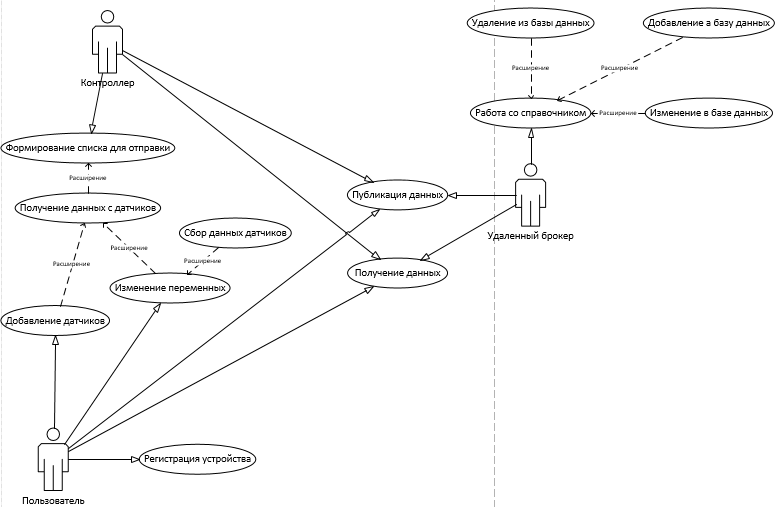 Удаление из базы данных
Добавление а базу данных
Расширение
Расширение
Контроллер
Работа со справочником
Расширение
Изменение в базе данных
Формирование списка для отправки
Расширение
Получение данных с датчиков
Публикация данных
Сбор данных датчиков
Удаленный брокер
Расширение
Расширение
Расширение
Получение данных
Изменение переменных
Добавление датчиков
Регистрация устройства
Пользователь